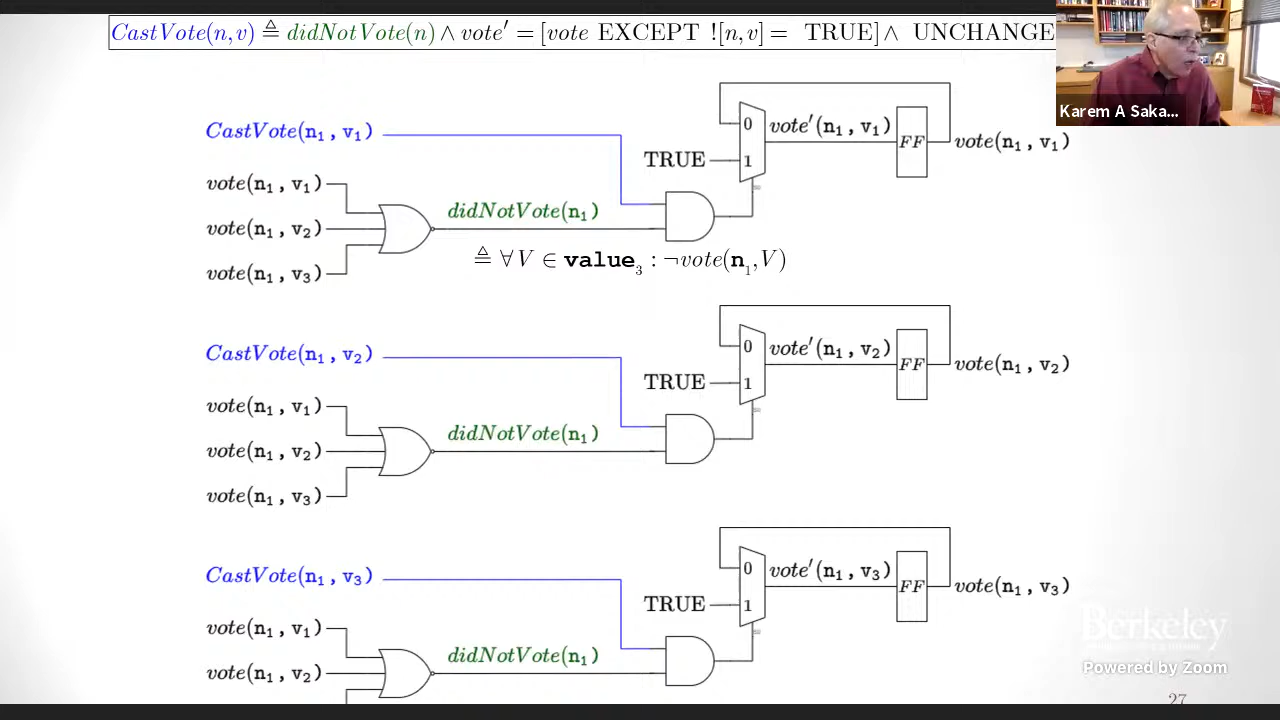 CastVote(n,v) ≜ didNotVote(n) ∧ vote′ = [vote EXCEPT ![n,v] = TRUE] ∧ UNCHANGE
Karem A Saka...
CastVote(n₁, v₁)
vote′(n₁, v₁)
0
FF
vote(n₁, v₁)
TRUE
1
vote(n₁, v₁)
vote(n₁, v₂)
didNotVote(n₁)
vote(n₁, v₃)
≜ ∀ V ∈ value₃ : ¬vote(n₁,V)
CastVote(n₁, v₂)
vote′(n₁, v₂)
0
FF
vote(n₁, v₂)
TRUE
1
vote(n₁, v₁)
vote(n₁, v₂)
didNotVote(n₁)
vote(n₁, v₃)
CastVote(n₁, v₃)
vote′(n₁, v₃)
0
FF
vote(n₁, v₃)
TRUE
1
vote(n₁, v₁)
vote(n₁, v₂)
didNotVote(n₁)
Berkeley
Powered by Zoom
27